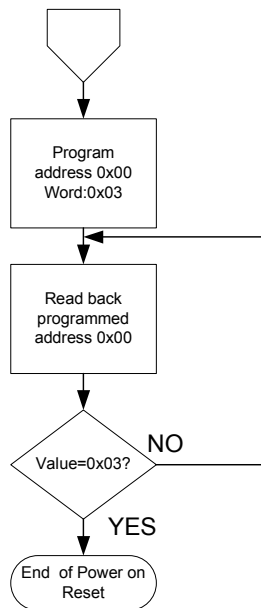 Program
address 0x00
Word:0x03
Read back
programmed
address 0x00
Value=0x03?
NO
YES
End of Power on
Reset